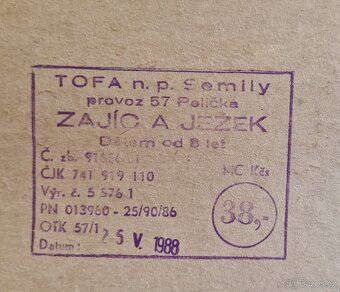 TOFA n.p. Semily
provoz 57 Polička
ZAJÍC A JEŽEK
Dětem od 8 let
Č. zb.
ČJK 741 919 110
MC Kčs
Výr. č. 5 576 1
38,-
PN 013960 - 25/90/86
OTK 57/1
Datum: 25 V. 1988